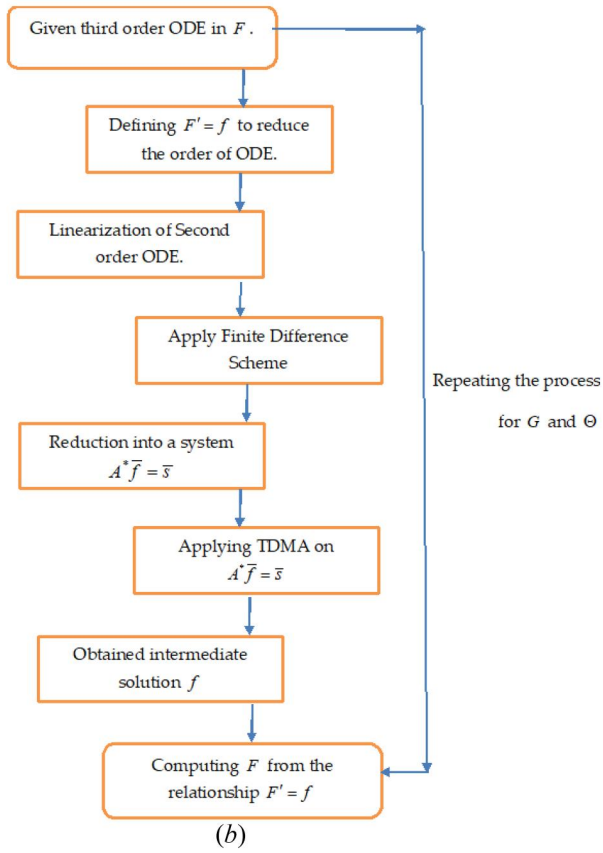 Given third order ODE in F .
Defining F′ = f to reduce
the order of ODE.
Linearization of Second
order ODE.
Apply Finite Difference
Scheme
Repeating the process
for G and Θ
Reduction into a system
A* f̅ = s̅
Applying TDMA on
A* f̅ = s̅
Obtained intermediate
solution f
Computing F from the
relationship F′ = f
(b)